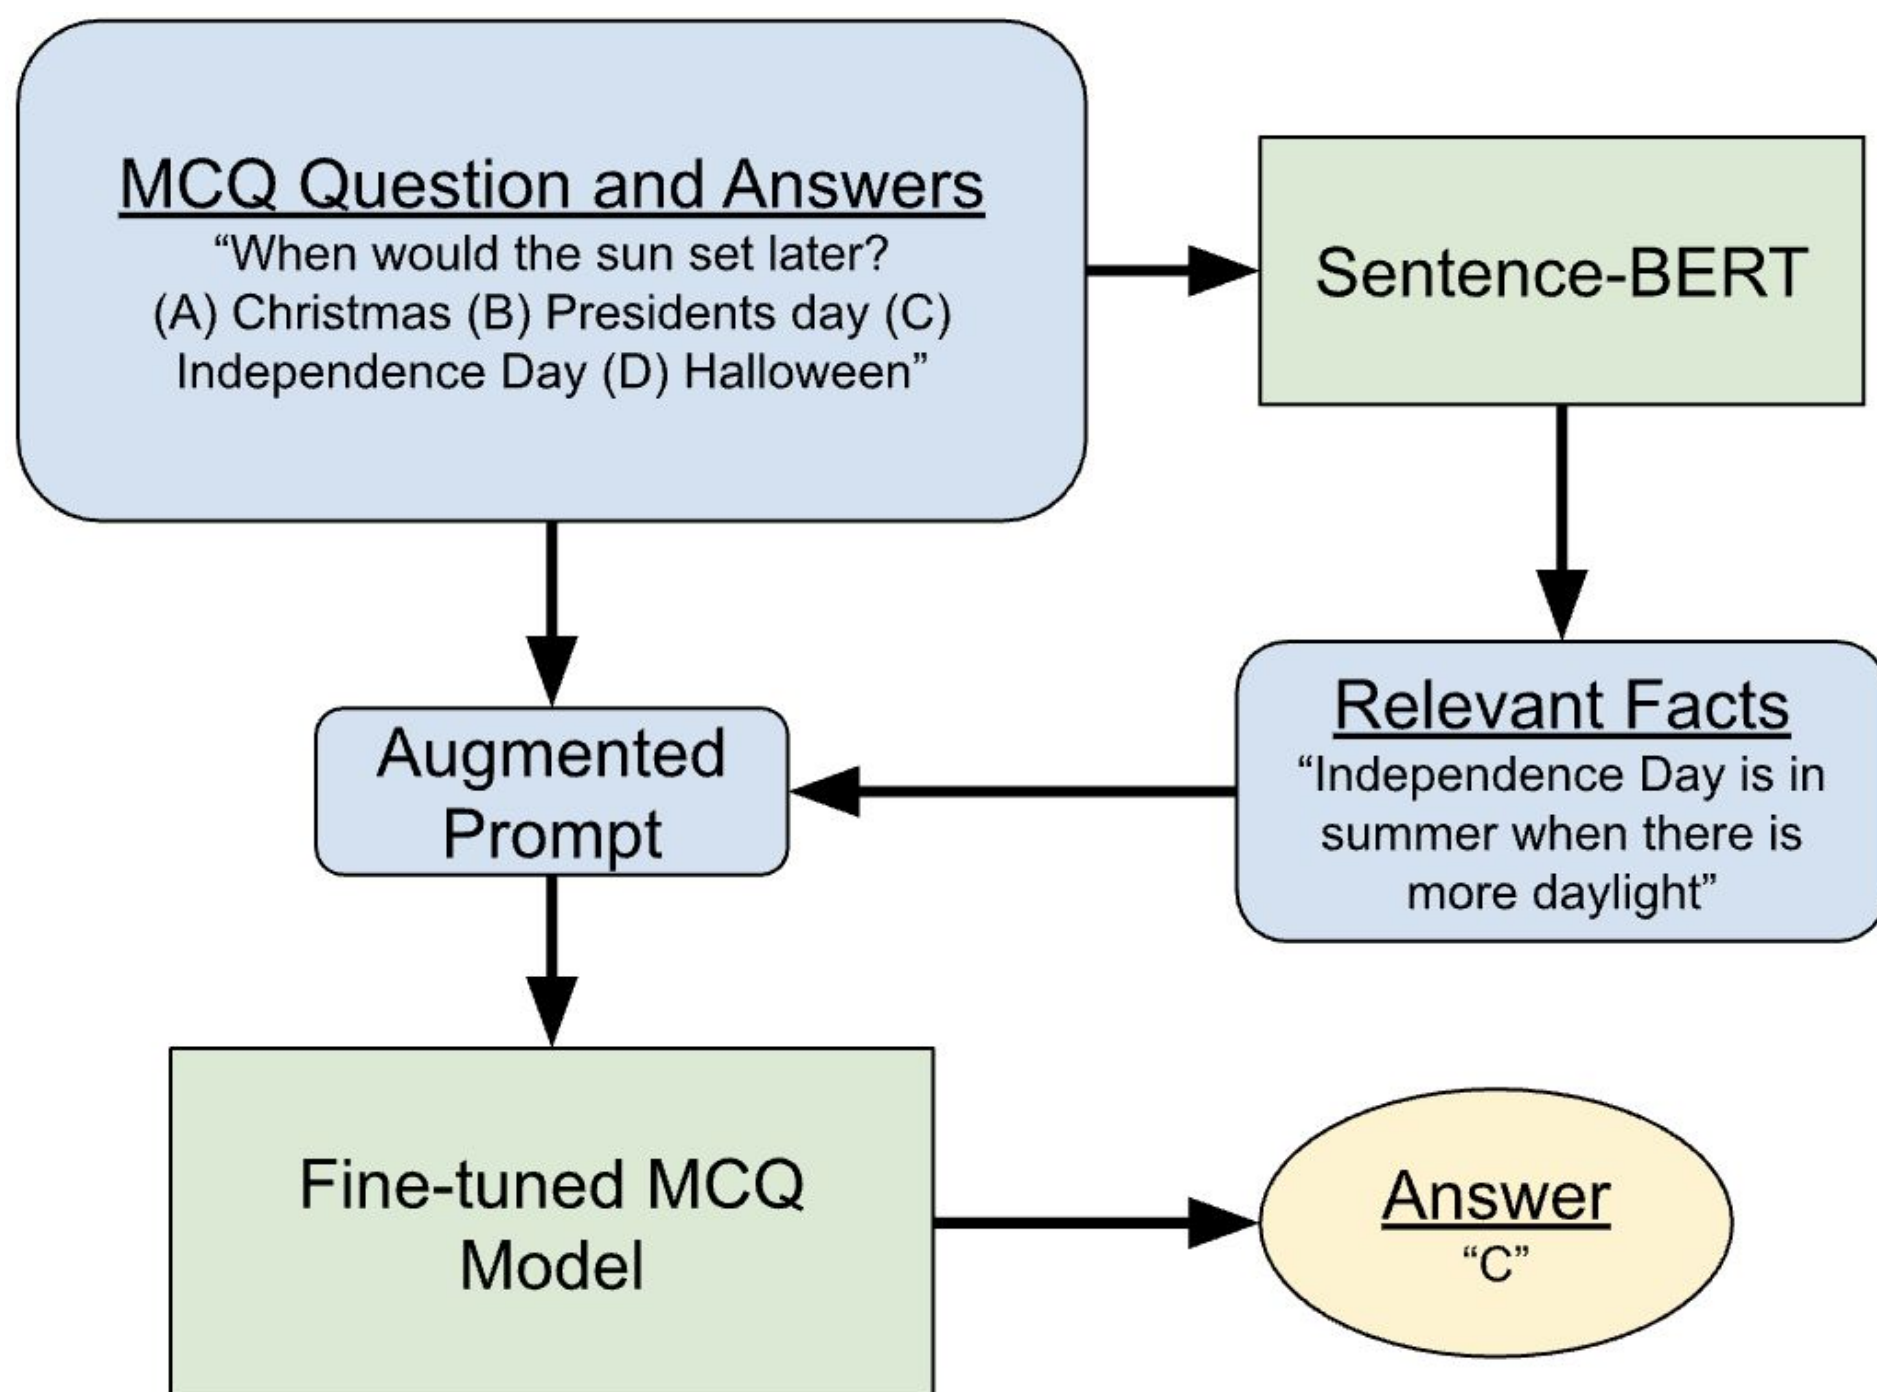 MCQ Question and Answers
“When would the sun set later?
(A) Christmas (B) Presidents day (C)
Independence Day (D) Halloween”
Sentence-BERT
Relevant Facts
“Independence Day is in
summer when there is
more daylight”
Augmented
Prompt
Fine-tuned MCQ
Model
Answer
“C”